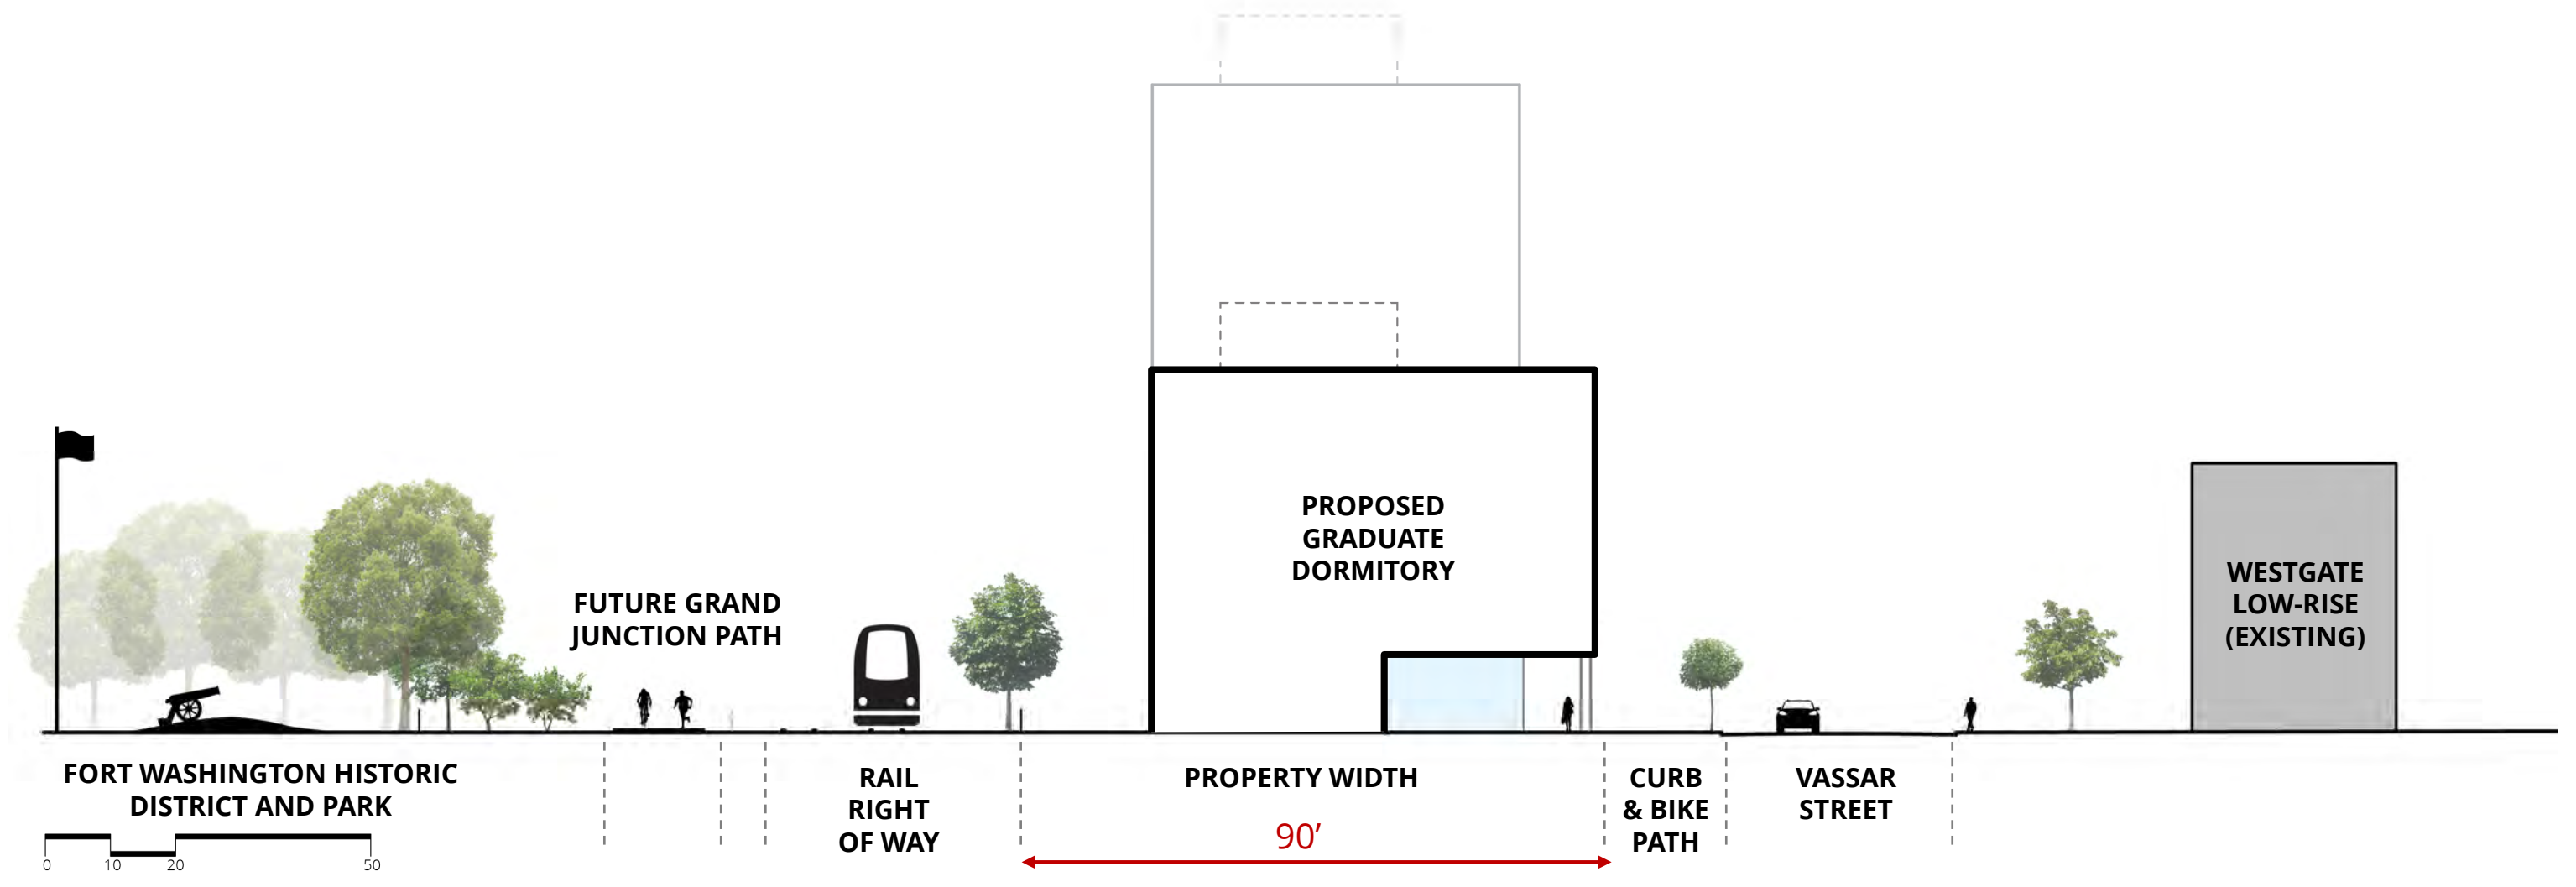 PROPOSED
GRADUATE
DORMITORY
WESTGATE
LOW-RISE
(EXISTING)
FUTURE GRAND
JUNCTION PATH
FORT WASHINGTON HISTORIC
DISTRICT AND PARK
RAIL
RIGHT
OF WAY
PROPERTY WIDTH
90’
CURB
& BIKE
PATH
VASSAR
STREET
0 10 20 50